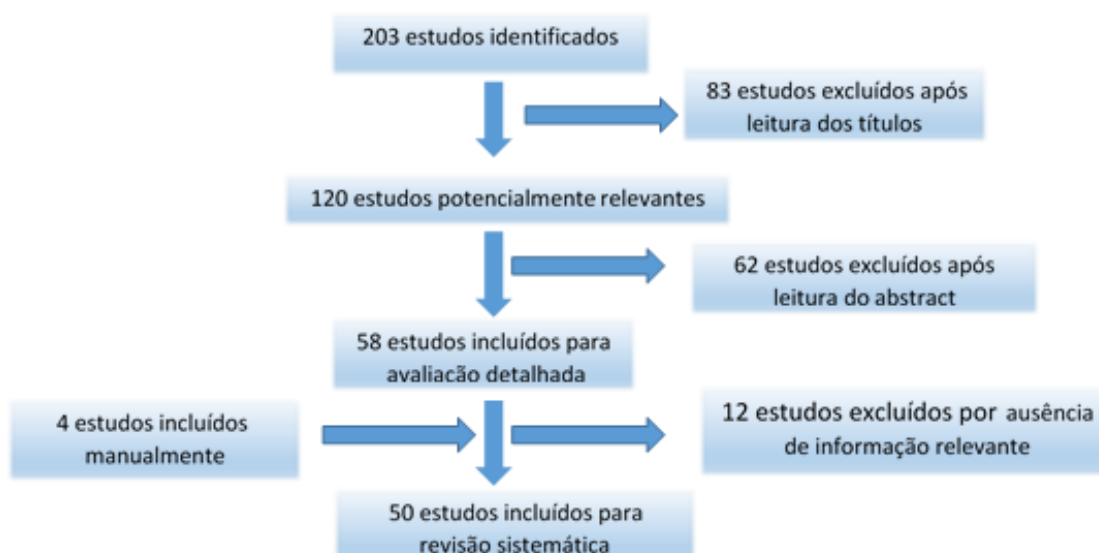 203 estudos identificados
83 estudos excluídos após
leitura dos títulos
120 estudos potencialmente relevantes
62 estudos excluídos após
leitura do abstract
58 estudos incluídos para
avaliacão detalhada
4 estudos incluídos
manualmente
12 estudos excluídos por ausência
de informação relevante
50 estudos incluídos para
revisão sistemática